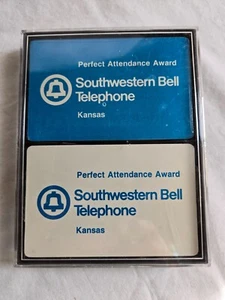 Perfect Attendance Award
Southwestern Bell
Telephone
Kansas
Perfect Attendance Award
Southwestern Bell
Telephone
Kansas